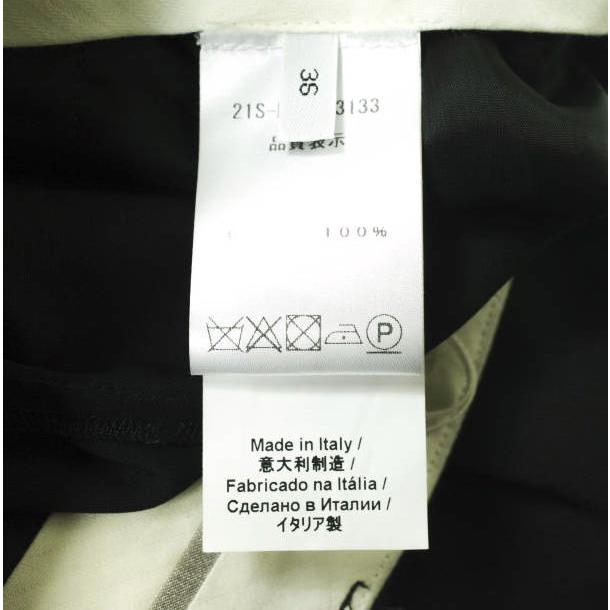 36
21S- 3133
品質表示
100%
P
Made in Italy /
意大利制造 /
Fabricado na Itália /
Сделано в Италии /
イタリア製